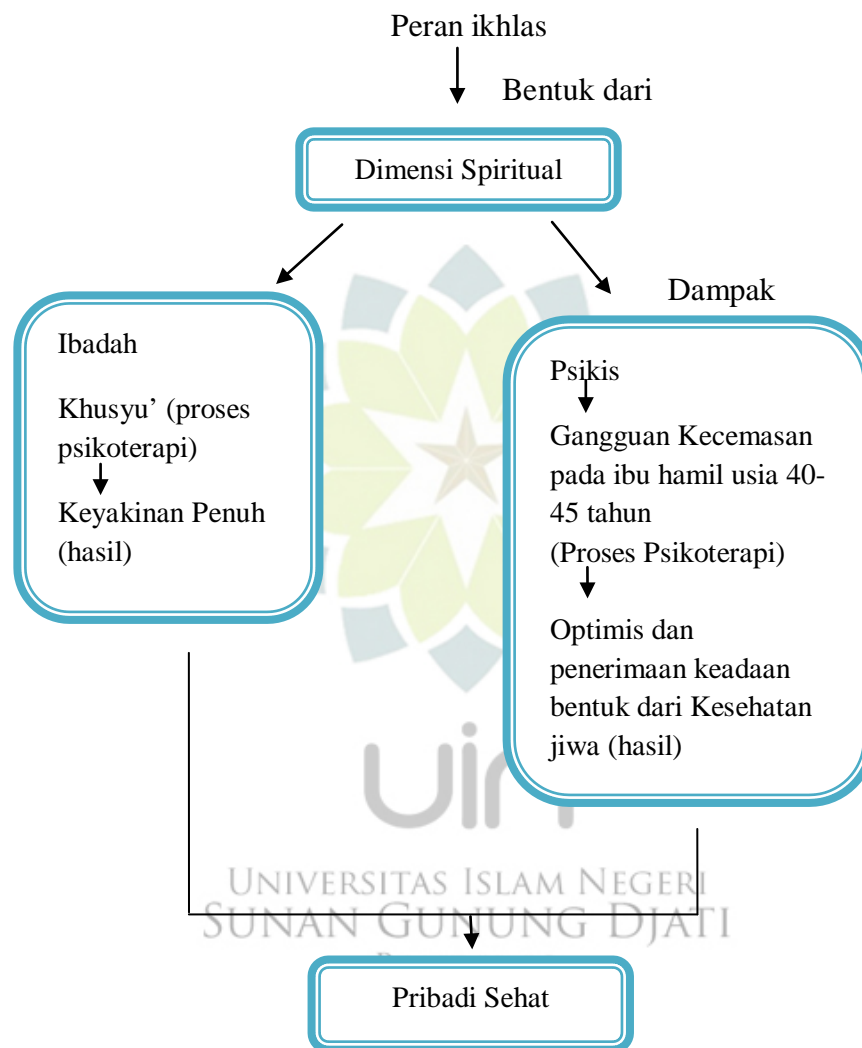 Peran ikhlas
Bentuk dari
Dimensi Spiritual
Ibadah
Khusyu’ (proses
psikoterapi)
Keyakinan Penuh
(hasil)
Dampak
Psikis
Gangguan Kecemasan
pada ibu hamil usia 40-
45 tahun
(Proses Psikoterapi)
Optimis dan
penerimaan keadaan
bentuk dari Kesehatan
jiwa (hasil)
uin
UNIVERSITAS ISLAM NEGERI
SUNAN GUNUNG DJATI
Pribadi Sehat